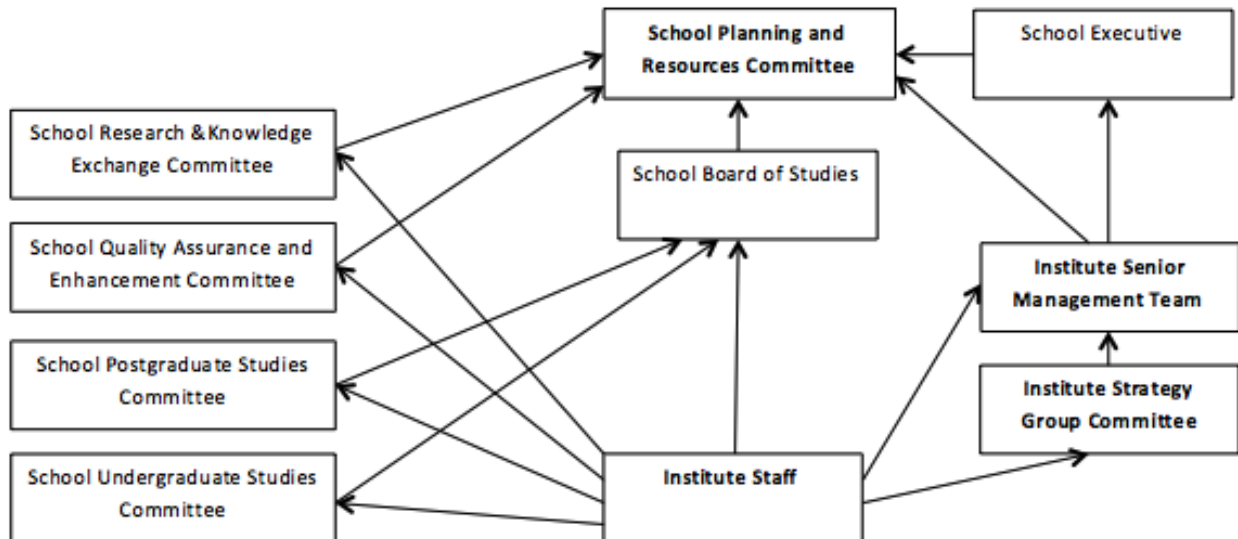 School Planning and
Resources Committee
School Executive
School Research &Knowledge
Exchange Committee
School Board of Studies
School Quality Assurance and
Enhancement Committee
Institute Senior
Management Team
School Postgraduate Studies
Committee
Institute Strategy
Group Committee
School Undergraduate Studies
Committee
Institute Staff